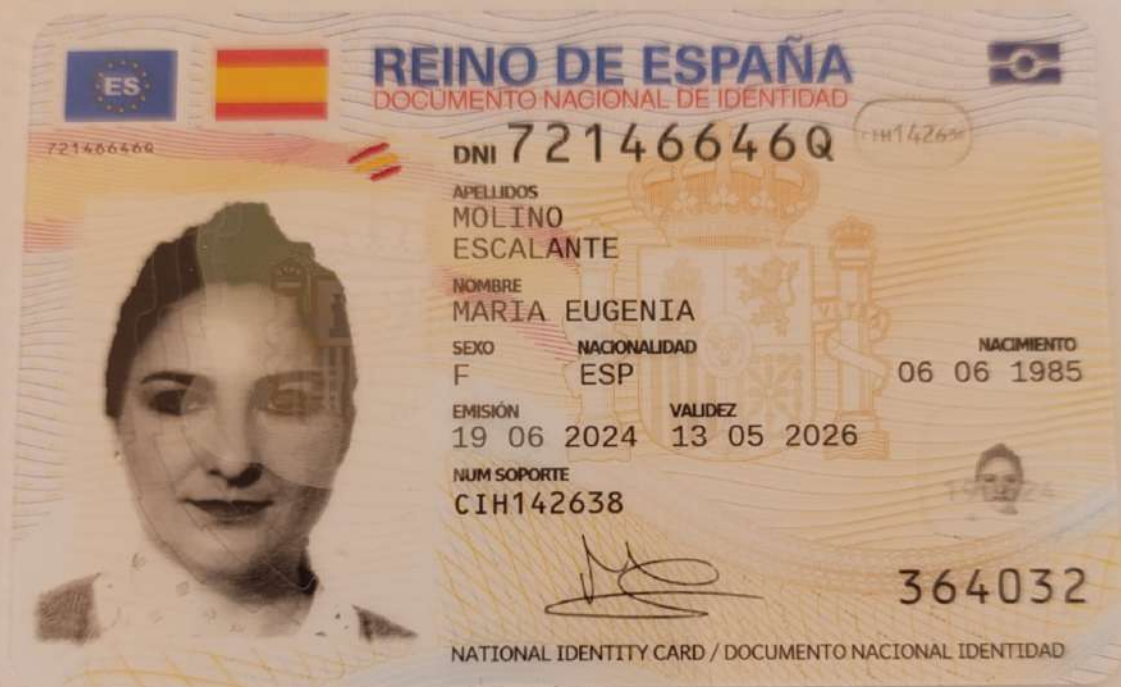 ES
REINO DE ESPAÑA
DOCUMENTO NACIONAL DE IDENTIDAD
72146646Q
DNI 72146646Q
CIH142638
APELLIDOS
MOLINO
ESCALANTE
NOMBRE
MARIA EUGENIA
SEXO NACIONALIDAD NACIMIENTO
F ESP 06 06 1985
EMISIÓN VALIDEZ
19 06 2024 13 05 2026
NUM SOPORTE
CIH142638
364032
NATIONAL IDENTITY CARD / DOCUMENTO NACIONAL IDENTIDAD